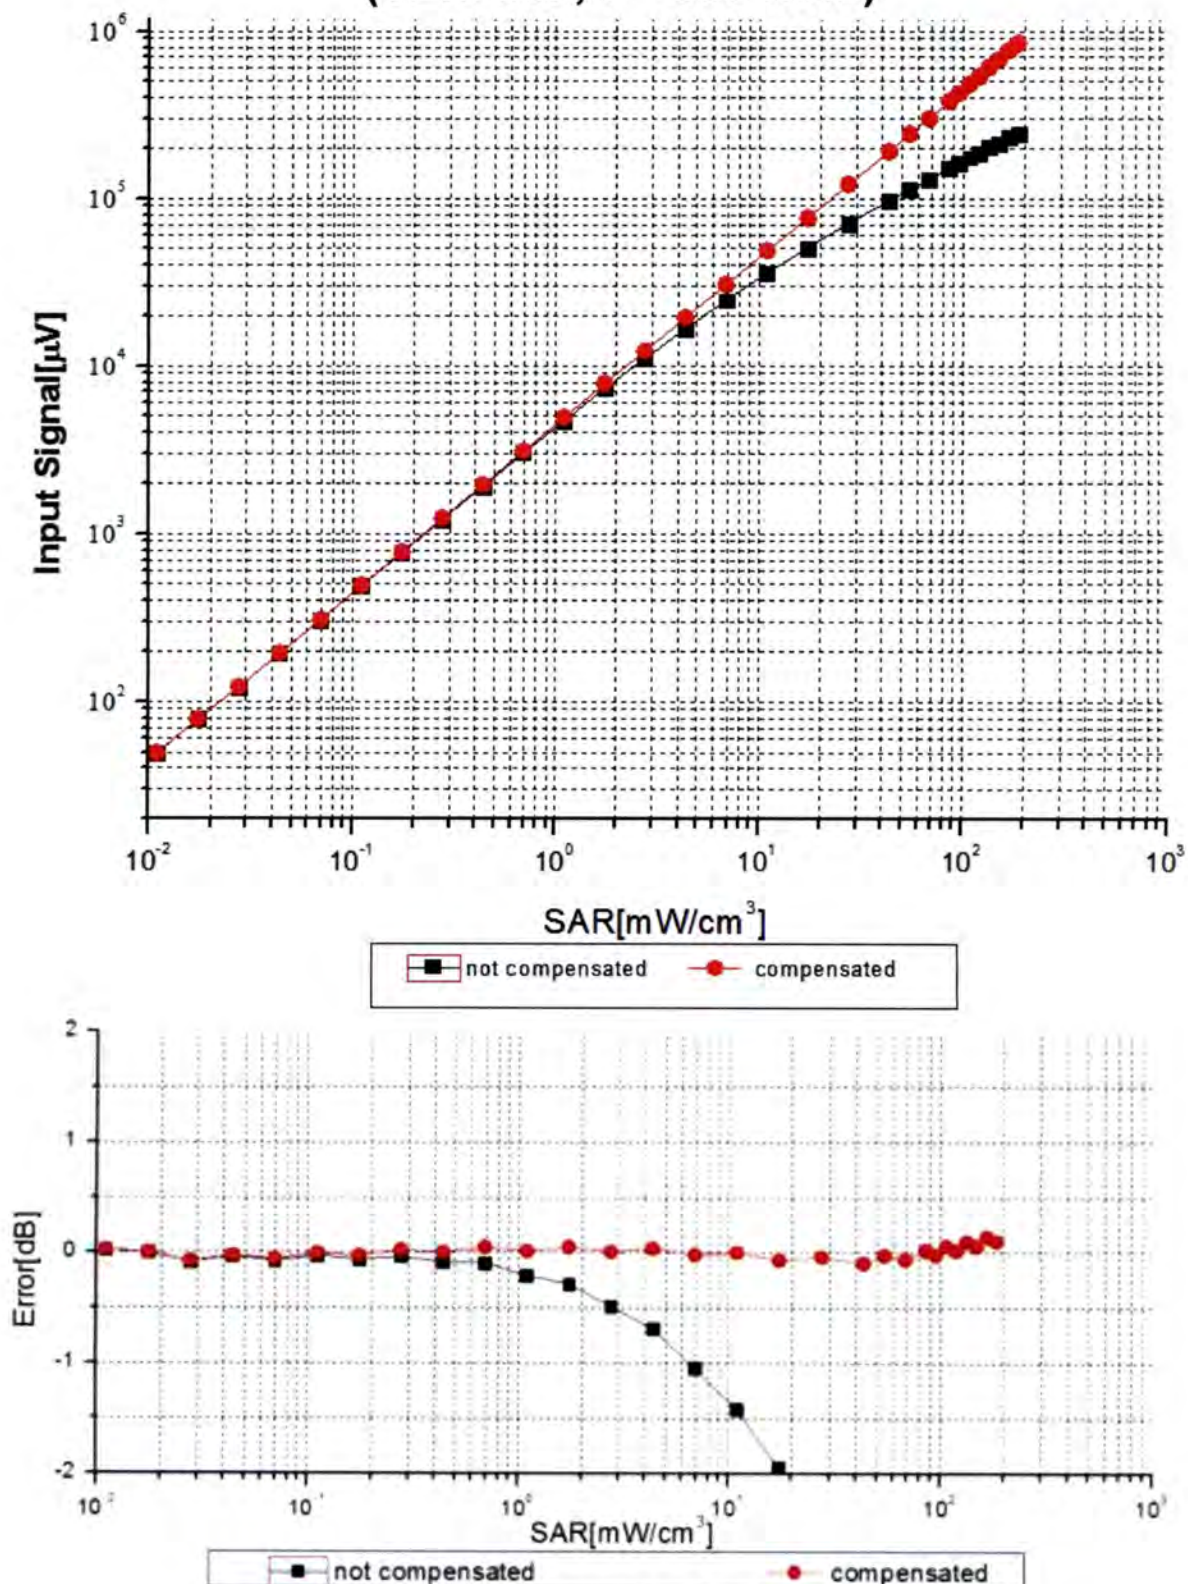 10⁶
10⁵
10⁴
10³
10²
Input Signal[µV]
10⁻² 10⁻¹ 10⁰ 10¹ 10² 10³
SAR[mW/cm³]
not compensated compensated
2
1
0
-1
-2
Error[dB]
10⁻² 10⁻¹ 10⁰ 10¹ 10² 10³
SAR[mW/cm³]
not compensated compensated